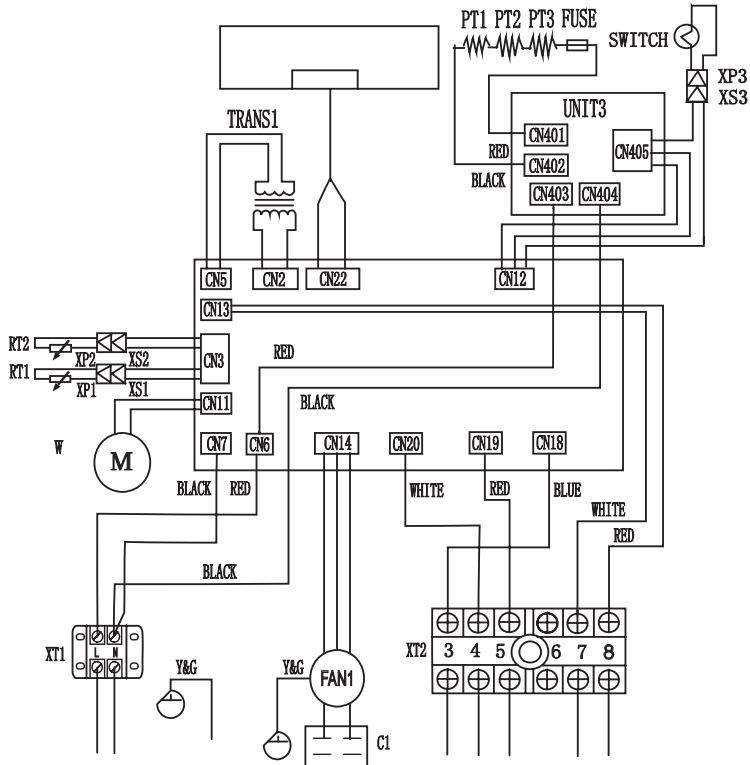 PT1 PT2 PT3 FUSE
SWITCH
XP3
XS3
TRANS1
UNIT3
CN401
RED
CN402
CN405
BLACK
CN403 CN404
CN5 CN2 CN22 CN12
CN13
RT2
XP2 XS2
CN3
RED
RT1
XP1 XS1
CN11
BLACK
W
M
CN7 CN6 CN14 CN20 CN19 CN18
BLACK RED
WHITE RED BLUE
WHITE
RED
BLACK
XT1
L N
Y&G
Y&G
FAN1
C1
XT2
3 4 5 6 7 8